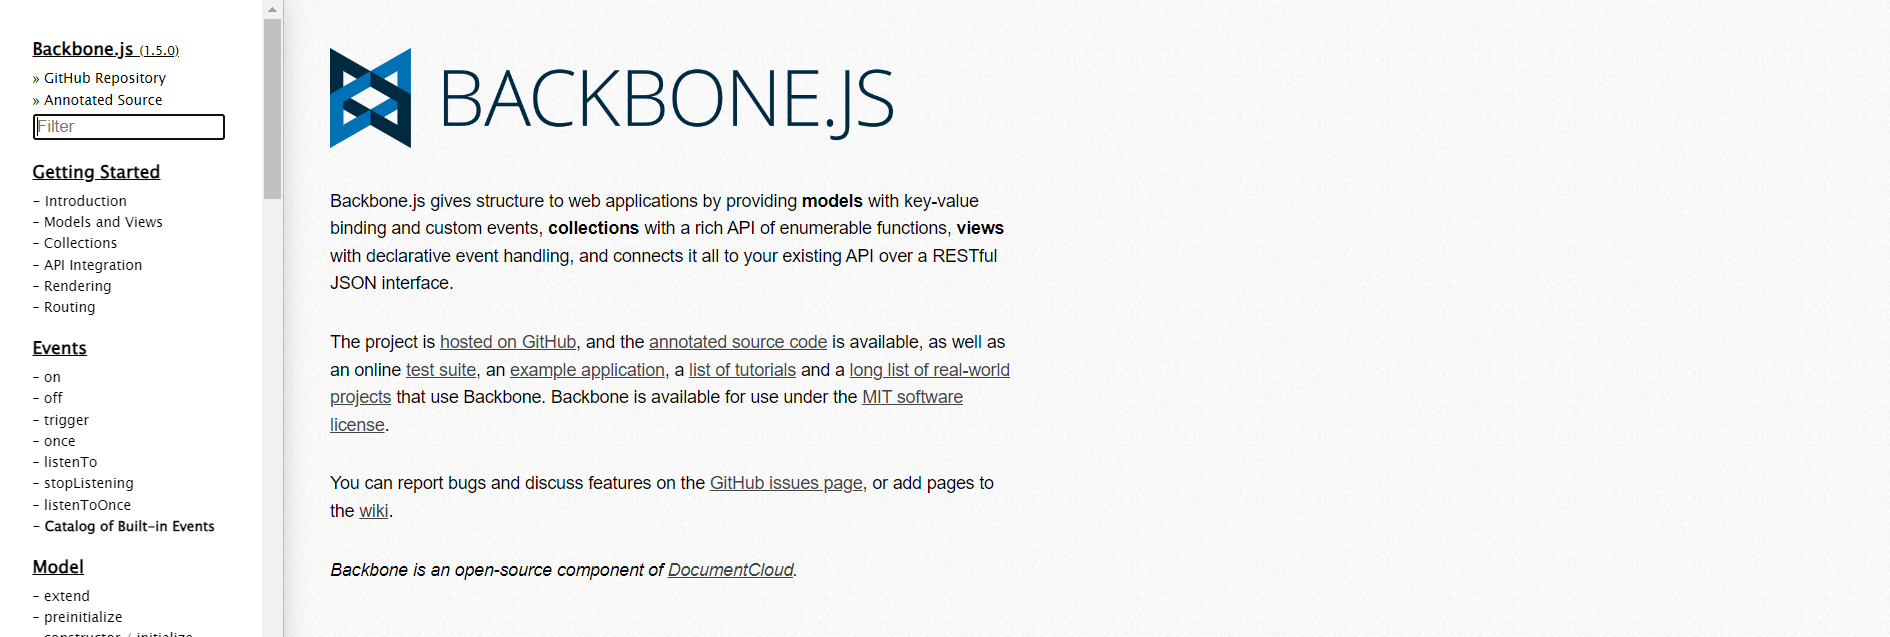 Backbone.js (1.5.0)
» GitHub Repository
» Annotated Source
Filter
Getting Started
- Introduction
- Models and Views
- Collections
- API Integration
- Rendering
- Routing
Events
- on
- off
- trigger
- once
- listenTo
- stopListening
- listenToOnce
- Catalog of Built-in Events
Model
- extend
- preinitialize
- constructor / initialize
BACKBONE.JS
Backbone.js gives structure to web applications by providing models with key-value
binding and custom events, collections with a rich API of enumerable functions, views
with declarative event handling, and connects it all to your existing API over a RESTful
JSON interface.
The project is hosted on GitHub, and the annotated source code is available, as well as
an online test suite, an example application, a list of tutorials and a long list of real-world
projects that use Backbone. Backbone is available for use under the MIT software
license.
You can report bugs and discuss features on the GitHub issues page, or add pages to
the wiki.
Backbone is an open-source component of DocumentCloud.